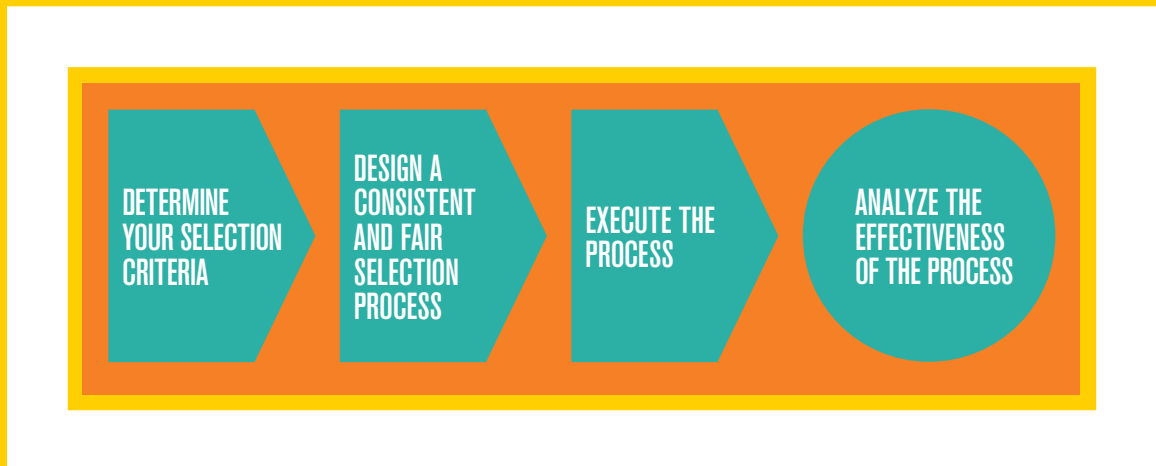 DETERMINE
YOUR SELECTION
CRITERIA
DESIGN A
CONSISTENT
AND FAIR
SELECTION
PROCESS
EXECUTE THE
PROCESS
ANALYZE THE
EFFECTIVENESS
OF THE PROCESS